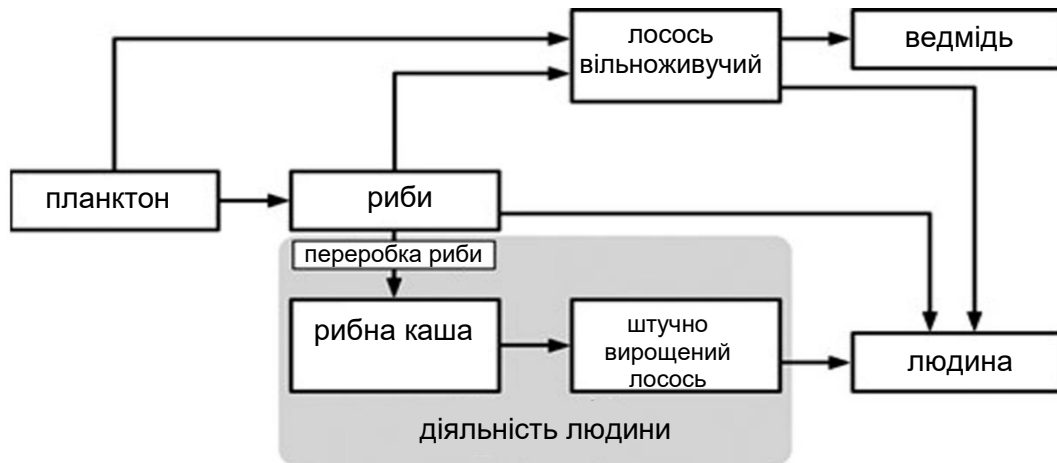 лосось
вільноживучий
ведмідь
планктон
риби
переробка риби
рибна каша
штучно
вирощений
лосось
людина
діяльність людини